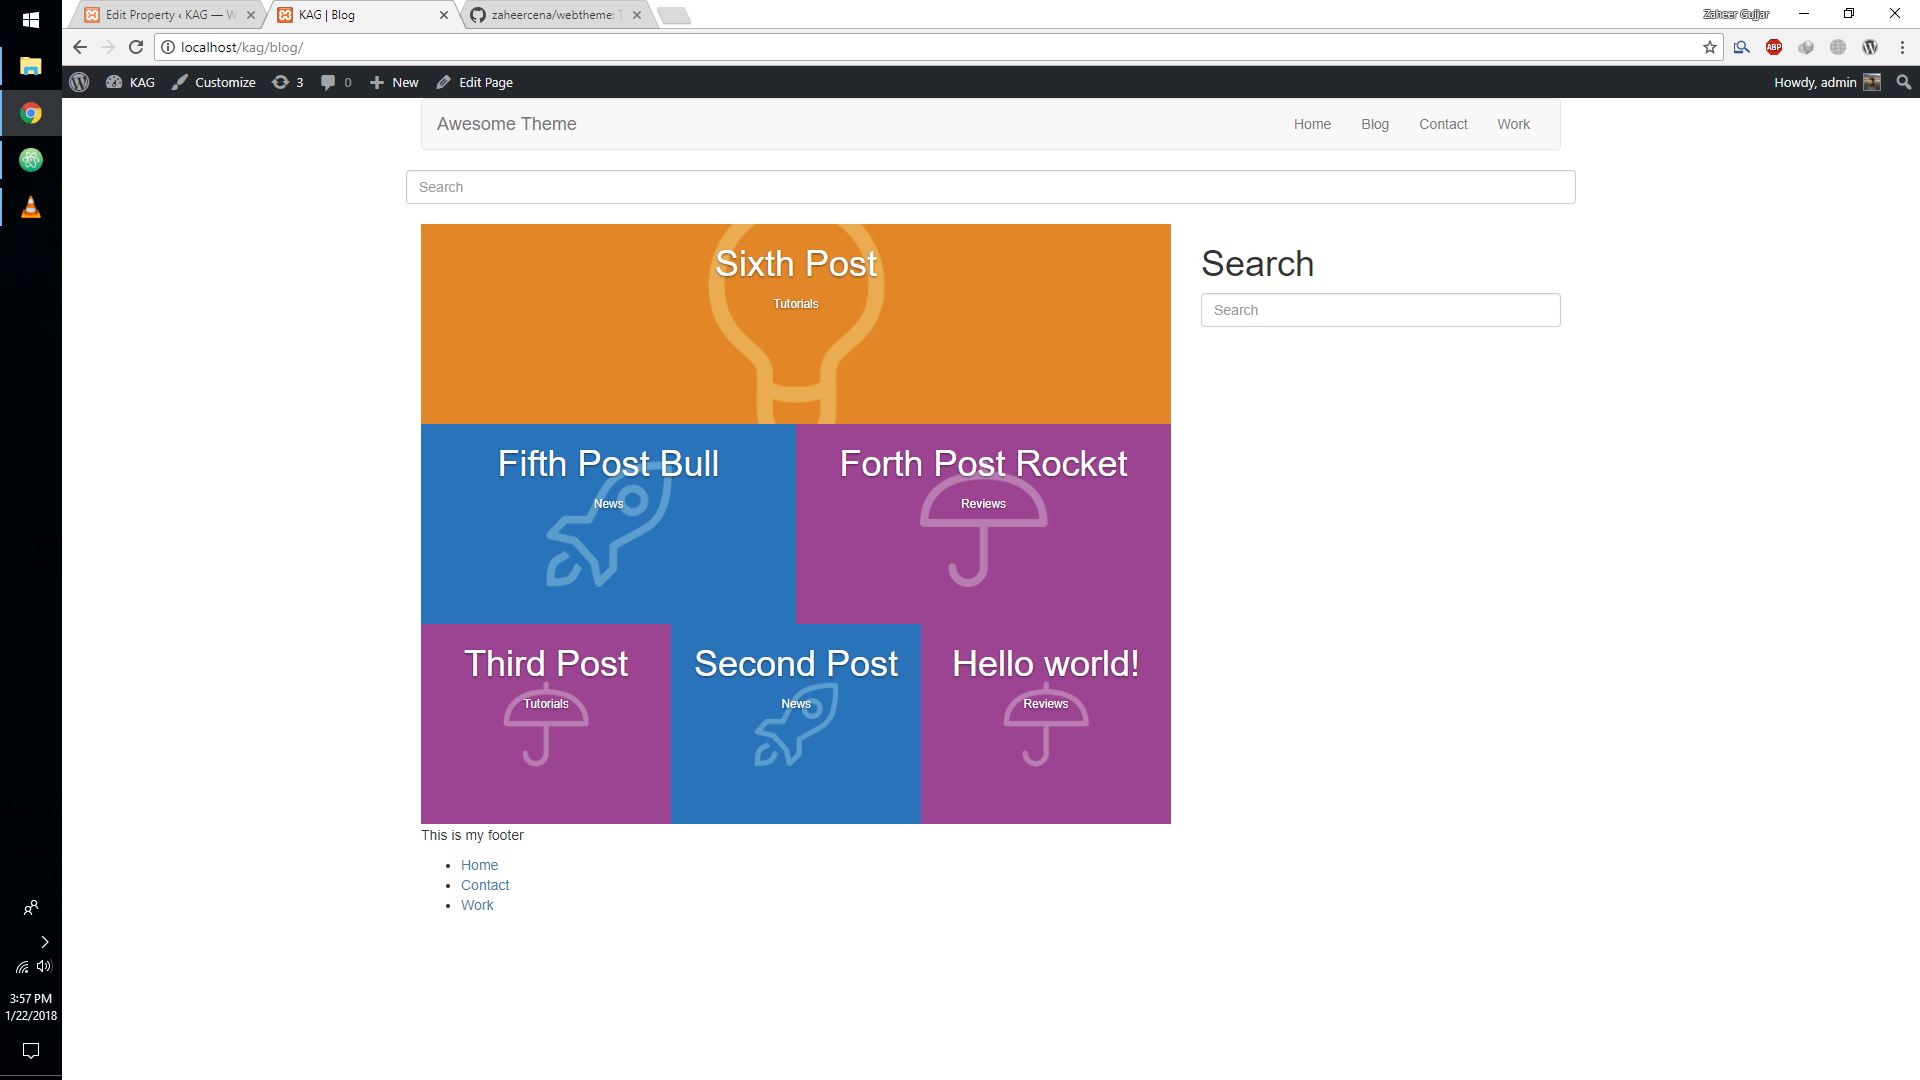 Edit Property ‹ KAG — W
KAG | Blog
zaheercena/webtheme: T
Zaheer Gujjar
localhost/kag/blog/
ABP
KAG
Customize
3
0
New
Edit Page
Howdy, admin
Awesome Theme
Home
Blog
Contact
Work
Search
Sixth Post
Tutorials
Search
Search
Fifth Post Bull
News
Forth Post Rocket
Reviews
Third Post
Tutorials
Second Post
News
Hello world!
Reviews
This is my footer
Home
Contact
Work
3:57 PM
1/22/2018